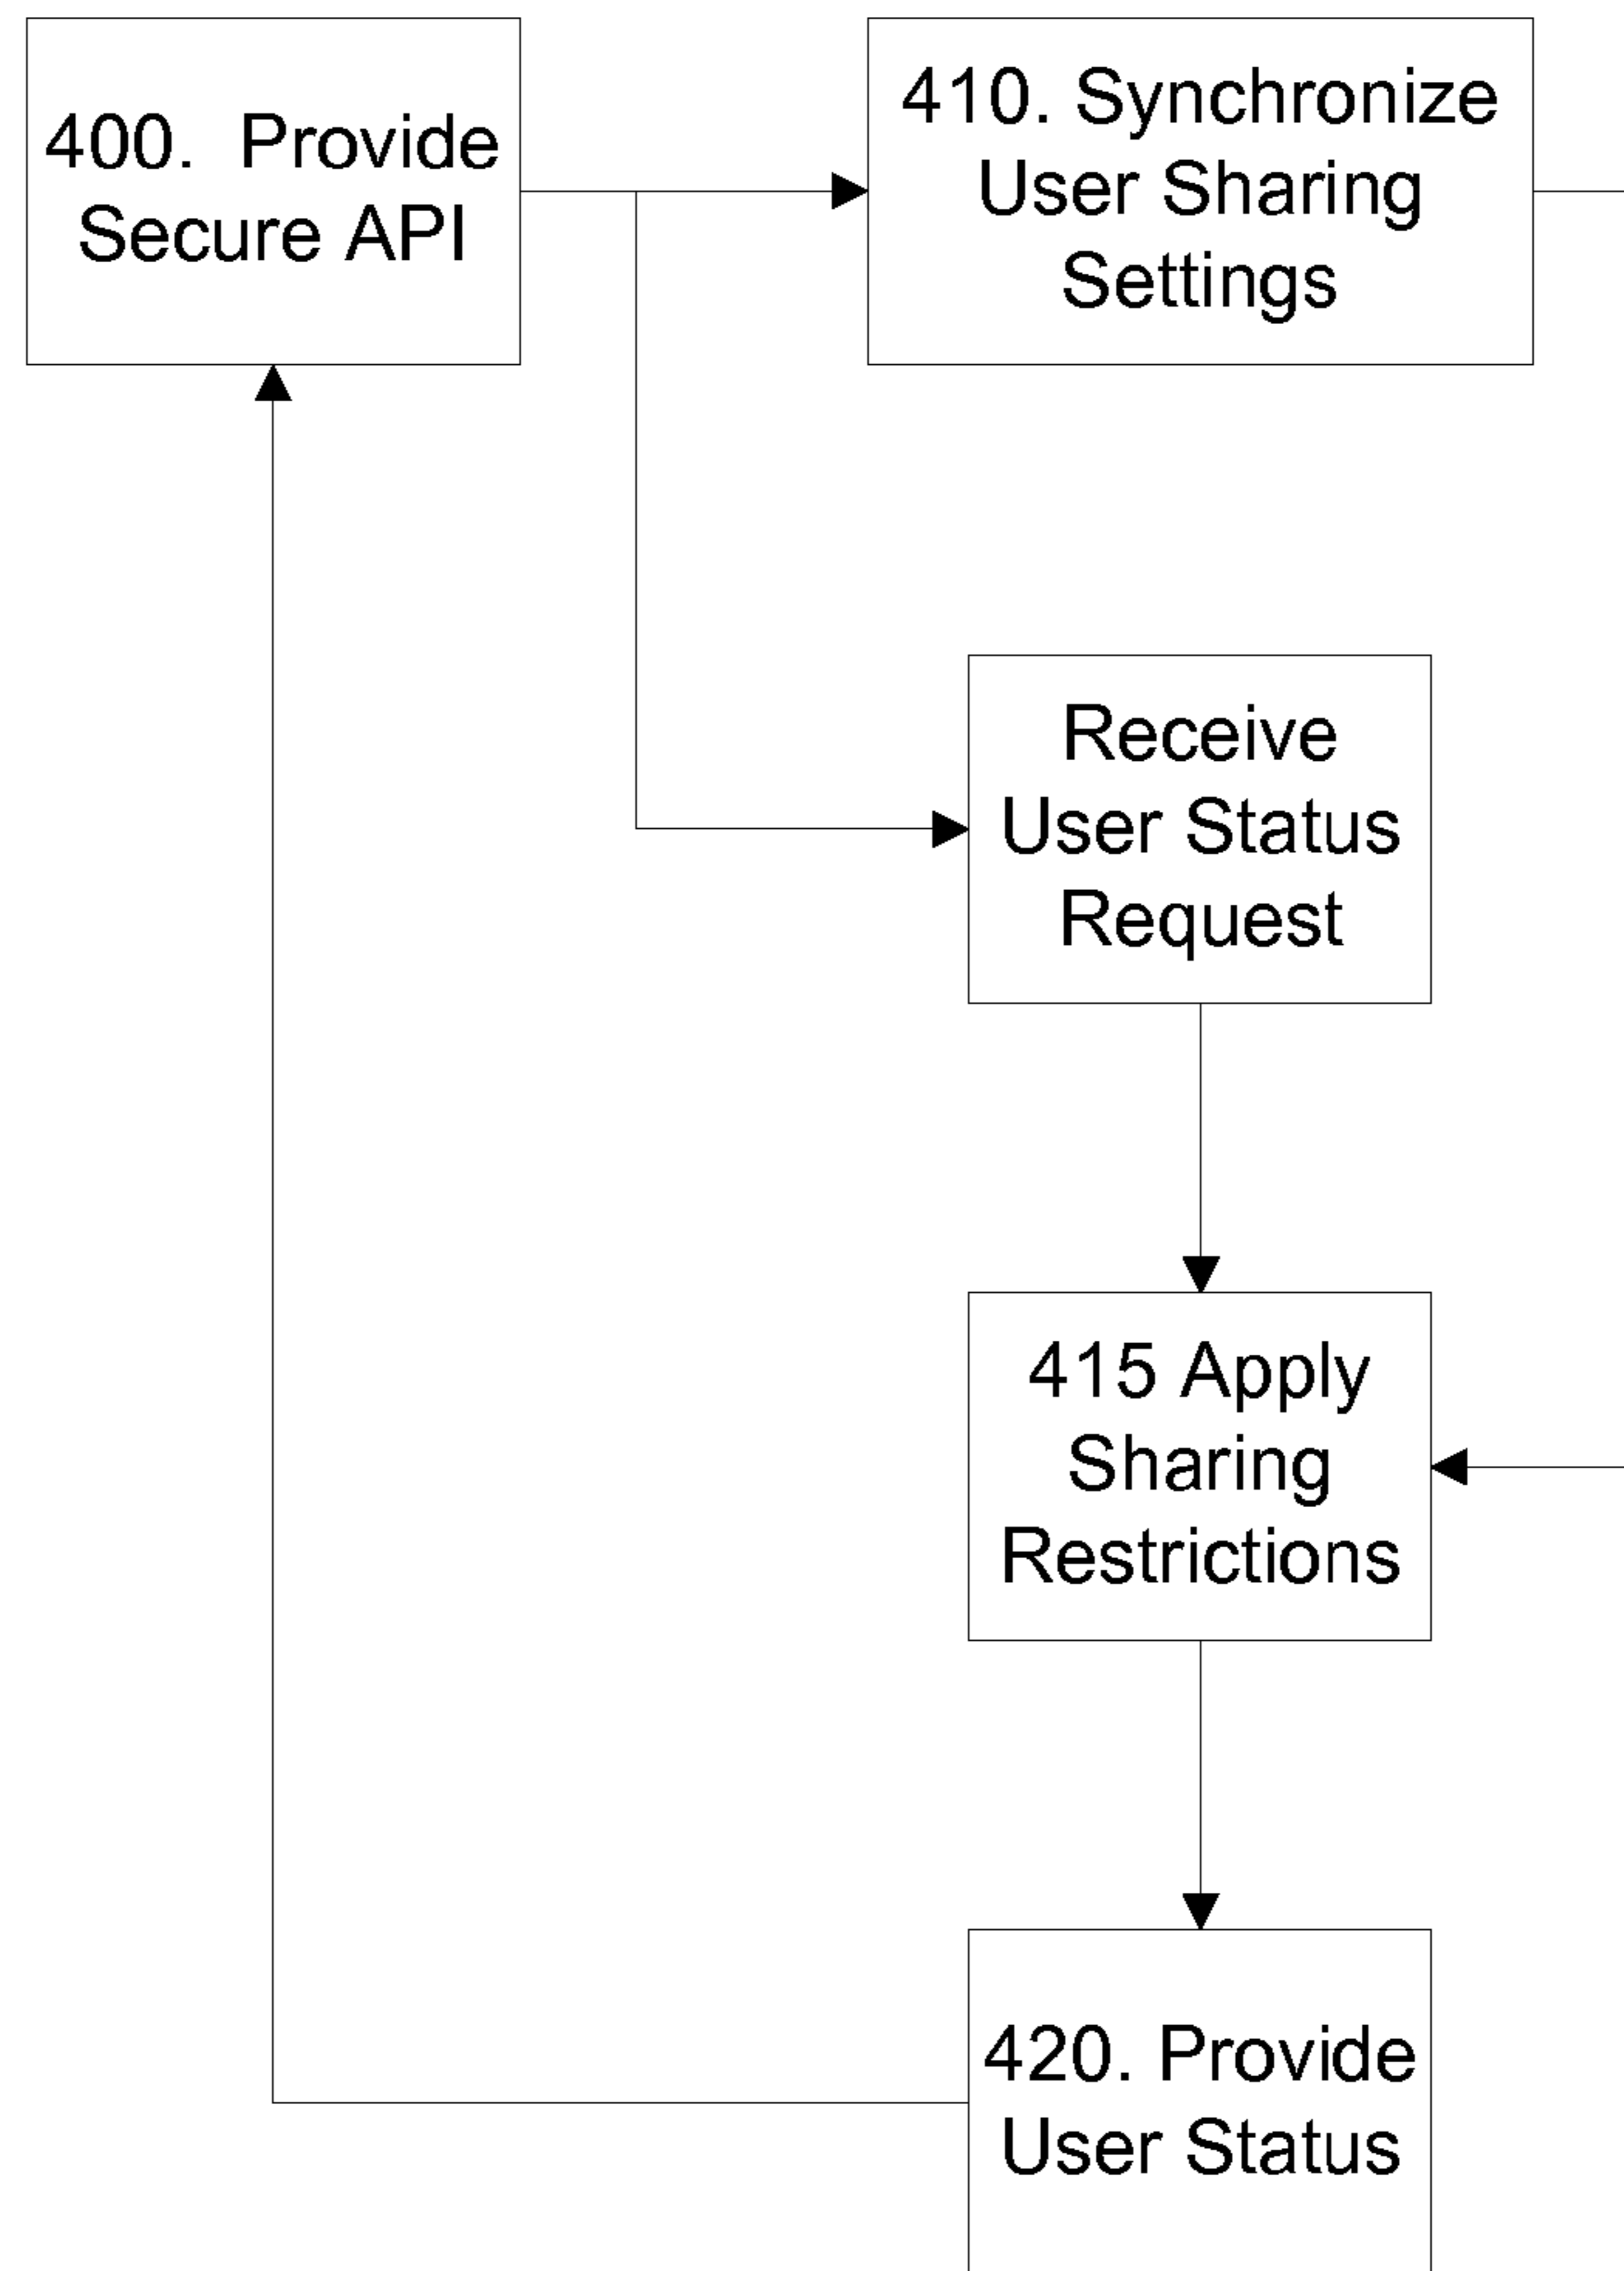 400. Provide
Secure API
410. Synchronize
User Sharing
Settings
Receive
User Status
Request
415 Apply
Sharing
Restrictions
420. Provide
User Status